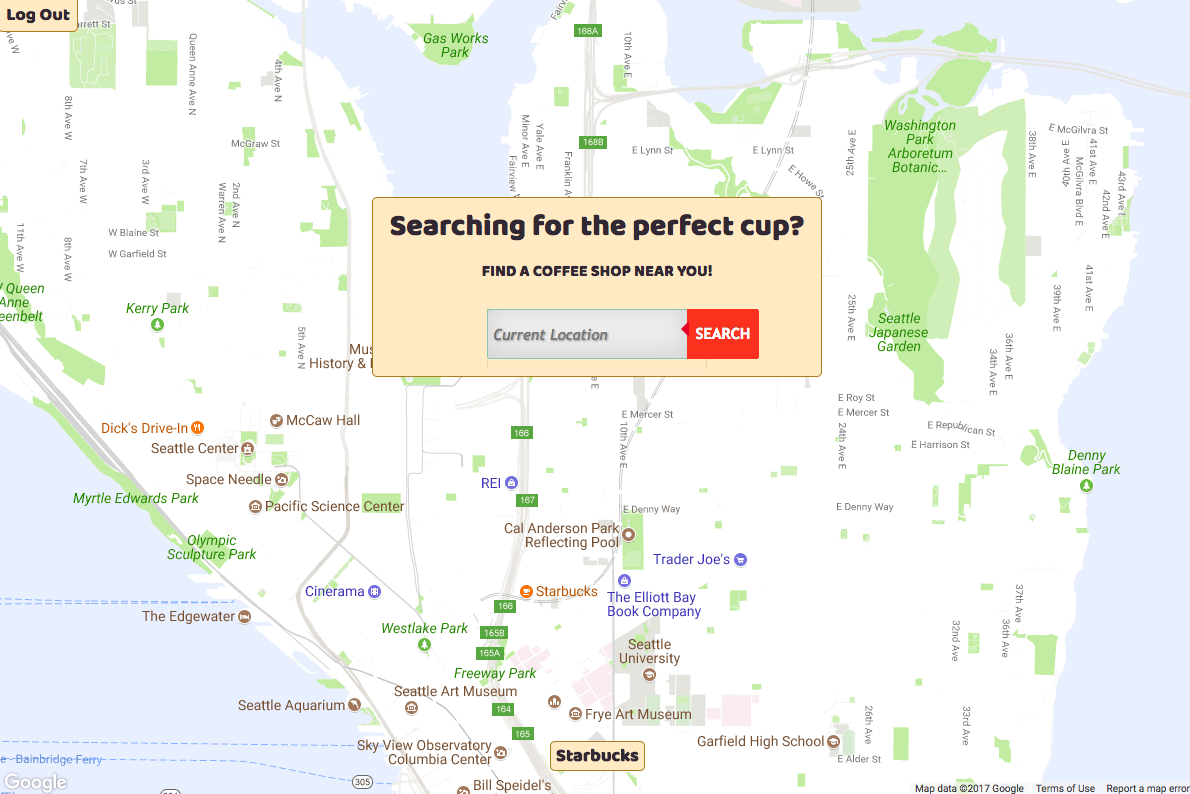 Log Out
Searching for the perfect cup?
FIND A COFFEE SHOP NEAR YOU!
Current Location
SEARCH
Starbucks
Gas Works
Park
168A
10th Ave E
Queen Anne Ave N
4th Ave N
8th Ave W
McGraw St
7th Ave W
3rd Ave W
2nd Ave N
Warren Ave N
Minor Ave E
Yale Ave E
168B
E Lynn St
E Lynn St
25th Ave E
E Howe St
Washington
Park
Arboretum
Botanic...
38th Ave E
E McGilvra St
41st Ave E
40th Ave E
McGilvra Blvd E
43rd Ave E
42nd Ave E
W Blaine St
W Garfield St
11th Ave W
8th Ave W
Kerry Park
5th Ave N
41st Ave E
39th Ave E
25th Ave E
Seattle
Japanese
Garden
36th Ave E
34th Ave E
History &
E Roy St
E Mercer St
E Mercer St
10th Ave E
24th Ave E
E Republican St
E Harrison St
McCaw Hall
Dick's Drive-In
Seattle Center
166
Space Needle
REI
Denny
Blaine Park
Myrtle Edwards Park
Pacific Science Center
167
E Denny Way
E Denny Way
Cal Anderson Park
Reflecting Pool
Olympic
Sculpture Park
Trader Joe's
Cinerama
Starbucks
The Elliott Bay
Book Company
166
The Edgewater
Westlake Park
165B
165A
Seattle
University
37th Ave
36th Ave
32nd Ave
Freeway Park
Seattle Art Museum
Seattle Aquarium
164
Frye Art Museum
26th Ave
33rd Ave
165
Sky View Observatory
Columbia Center
Garfield High School
E Alder St
Bainbridge Ferry
305
Bill Speidel's
Google
Map data ©2017 Google
Terms of Use
Report a map error